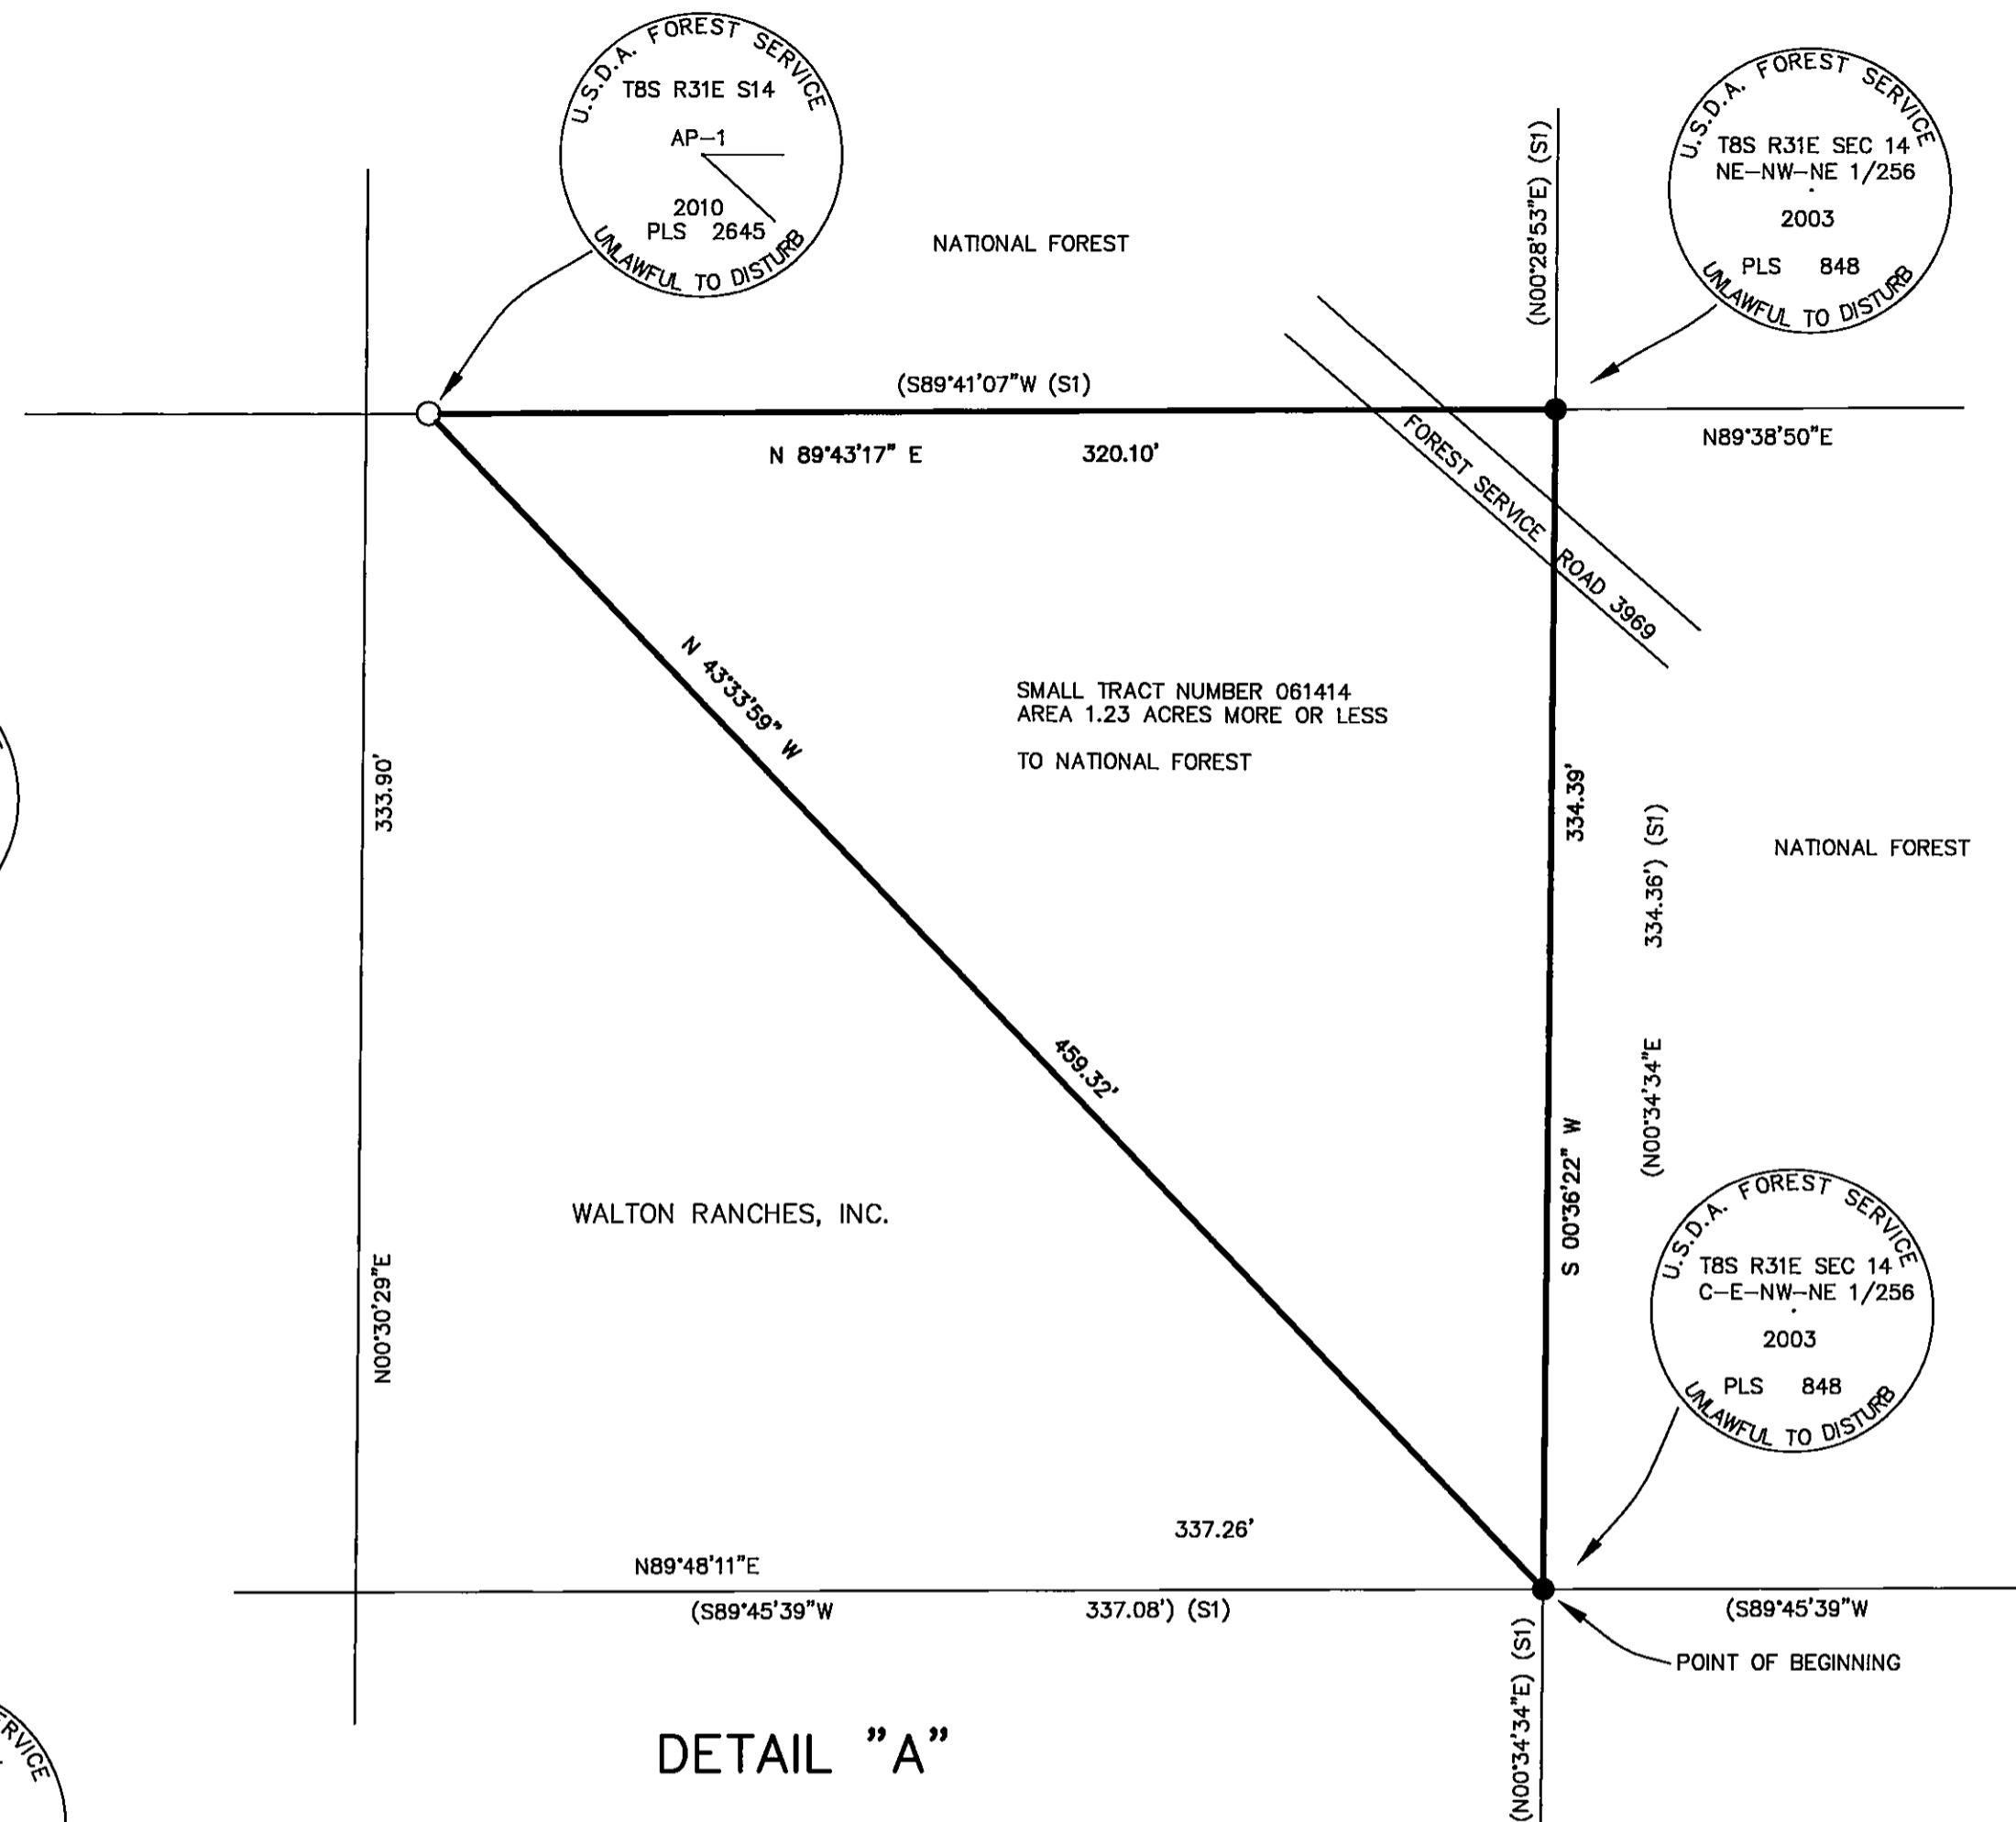 U.S.D.A. FOREST SERVICE
T8S R31E S14
AP-1
2010
PLS 2645
UNLAWFUL TO DISTURB
NATIONAL FOREST
(N00°28'53"E) (S1)
U.S.D.A. FOREST SERVICE
T8S R31E SEC 14
NE-NW-NE 1/256
2003
PLS 848
UNLAWFUL TO DISTURB
(S89°41'07"W (S1)
N 89°43'17" E 320.10'
N89°38'50"E
FOREST SERVICE ROAD 3969
N 43°33'59" W
459.32'
SMALL TRACT NUMBER 061414
AREA 1.23 ACRES MORE OR LESS
TO NATIONAL FOREST
333.90'
N00°30'29"E
334.39'
S 00°36'22" W
334.36') (S1)
(N00°34'34"E
NATIONAL FOREST
WALTON RANCHES, INC.
U.S.D.A. FOREST SERVICE
T8S R31E SEC 14
C-E-NW-NE 1/256
2003
PLS 848
UNLAWFUL TO DISTURB
337.26'
N89°48'11"E
(S89°45'39"W 337.08') (S1)
(S89°45'39"W
POINT OF BEGINNING
(N00°34'34"E) (S1)
DETAIL "A"
ERVICE